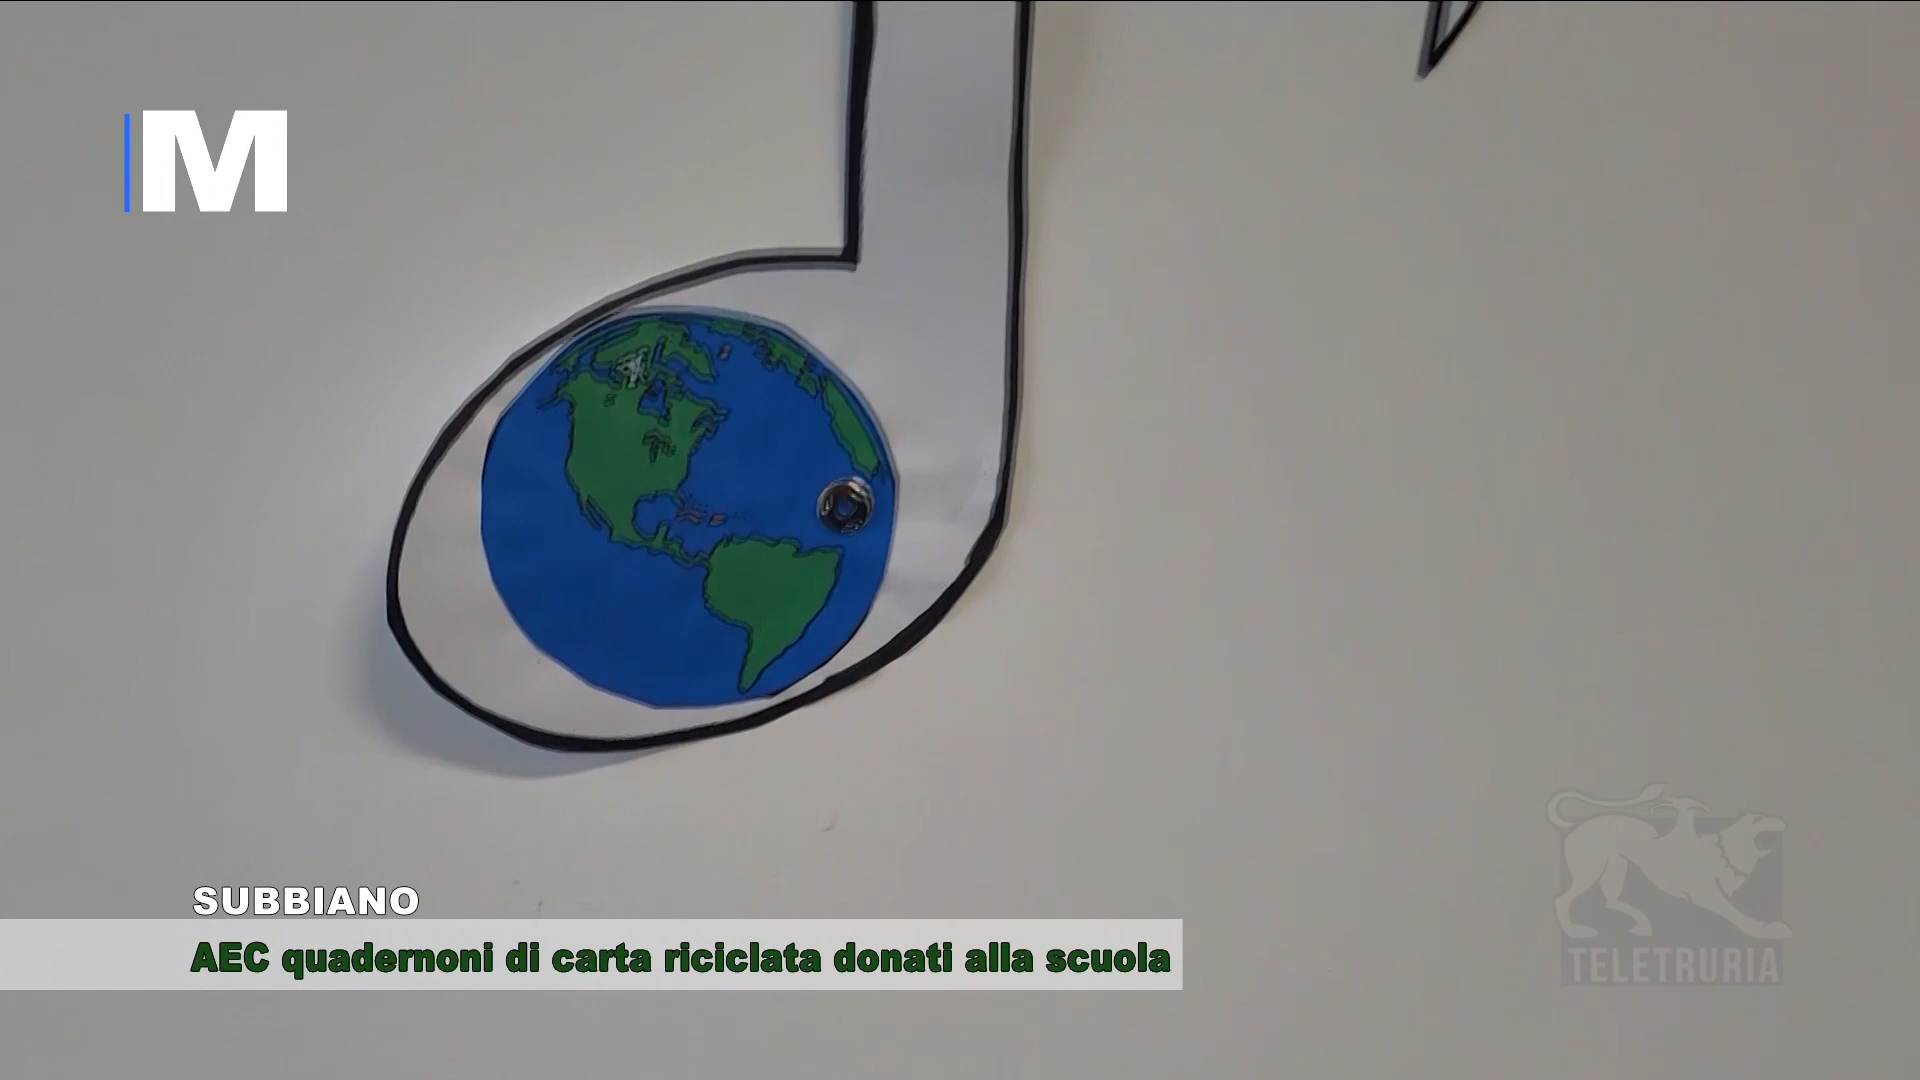 M
SUBBIANO
AEC quadernoni di carta riciclata donati alla scuola
TELETRURIA